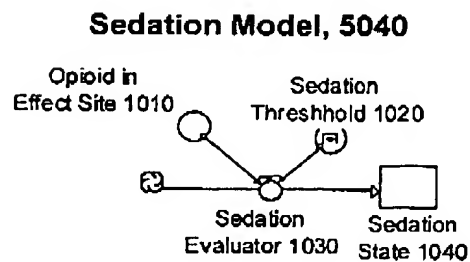 Sedation Model, 5040
Opioid in
Effect Site 1010
Sedation
Threshhold 1020
Sedation
Evaluator 1030
Sedation
State 1040